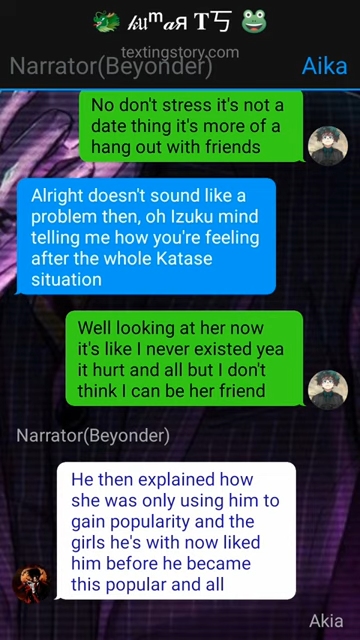 🐲 𝓀𝓊ᵐᵃя 𝐓丂 🐸
textingstory.com
Narrator(Beyonder) Aika
No don't stress it's not a
date thing it's more of a
hang out with friends
Alright doesn't sound like a
problem then, oh Izuku mind
telling me how you're feeling
after the whole Katase
situation
Well looking at her now
it's like I never existed yea
it hurt and all but I don't
think I can be her friend
Narrator(Beyonder)
He then explained how
she was only using him to
gain popularity and the
girls he's with now liked
him before he became
this popular and all
Akia